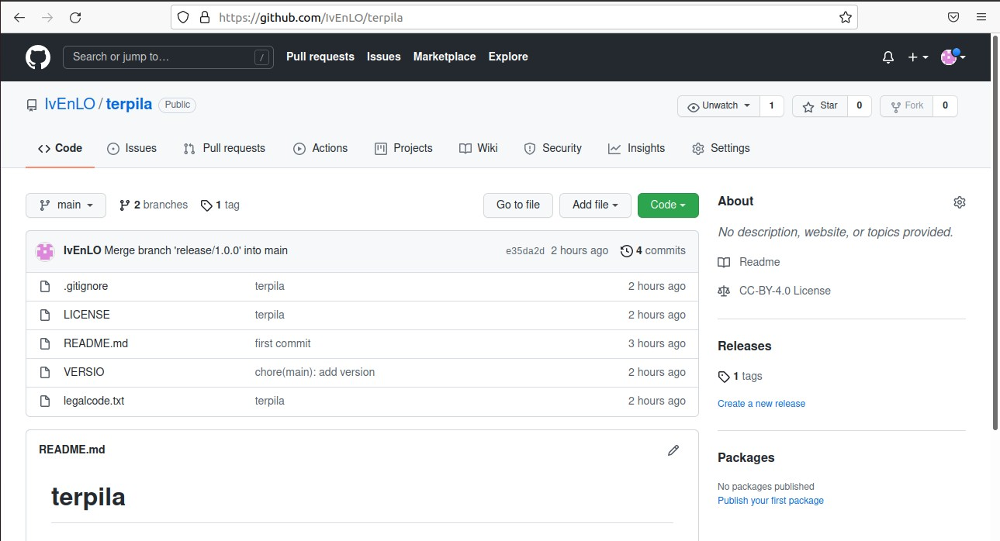 https://github.com/IvEnLO/terpila
Search or jump to… / Pull requests Issues Marketplace Explore
IvEnLO / terpila Public Unwatch 1 Star 0 Fork 0
Code Issues Pull requests Actions Projects Wiki Security Insights Settings
main 2 branches 1 tag Go to file Add file Code
IvEnLO Merge branch 'release/1.0.0' into main e35da2d 2 hours ago 4 commits
.gitignore terpila 2 hours ago
LICENSE terpila 2 hours ago
README.md first commit 3 hours ago
VERSIO chore(main): add version 2 hours ago
legalcode.txt terpila 2 hours ago
README.md
terpila
About
No description, website, or topics provided.
Readme
CC-BY-4.0 License
Releases
1 tags
Create a new release
Packages
No packages published
Publish your first package